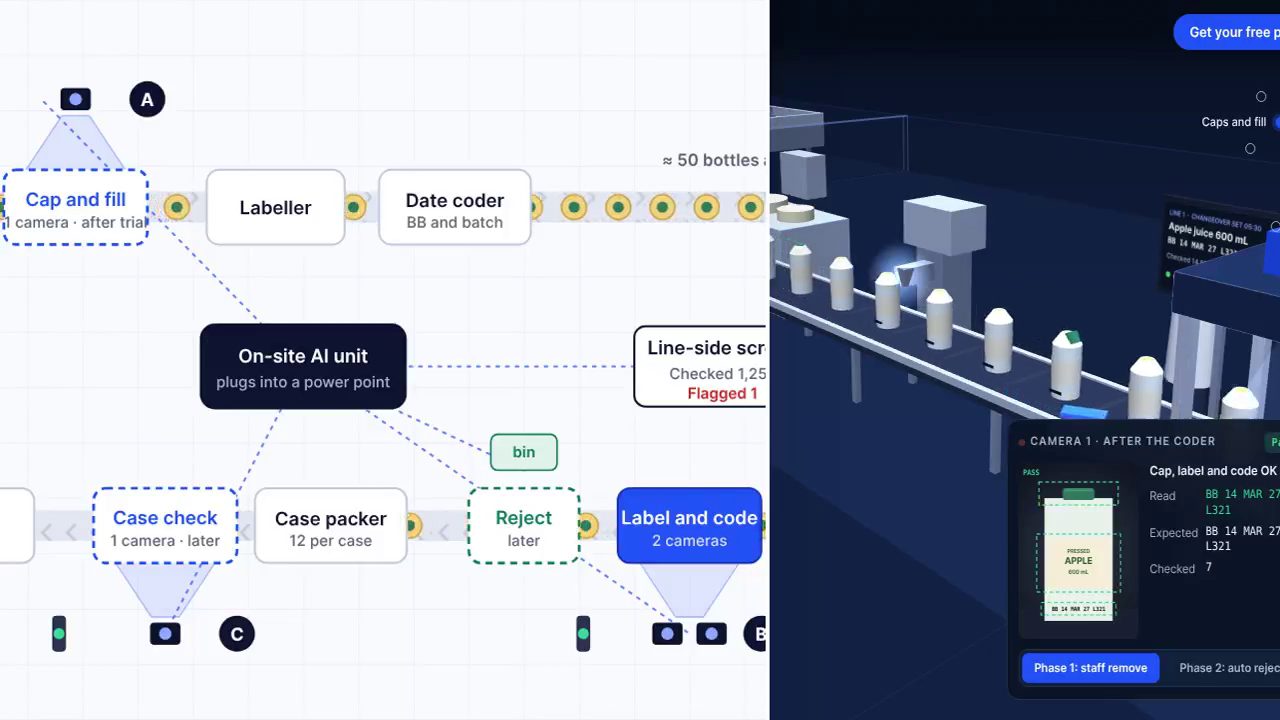 A
≈ 50 bottles
Cap and fill
1 camera · after trial
Labeller
Date coder
BB and batch
On-site AI unit
plugs into a power point
Line-side scr
Checked 1,25
Flagged 1
bin
Case check
1 camera · later
Case packer
12 per case
Reject
later
Label and code
2 cameras
C
B
Get your free p
Caps and fill
LINE 1 · CHANGEOVER SET 05:30
Apple juice 600 mL
BB 14 MAR 27 L321
Checked 14
CAMERA 1 · AFTER THE CODER
Pa
PASS
PRESSED
APPLE
600 mL
BB 14 MAR 27 L321
Cap, label and code OK
Read
BB 14 MAR 27
L321
Expected
BB 14 MAR 27
L321
Checked
7
Phase 1: staff remove
Phase 2: auto rejec